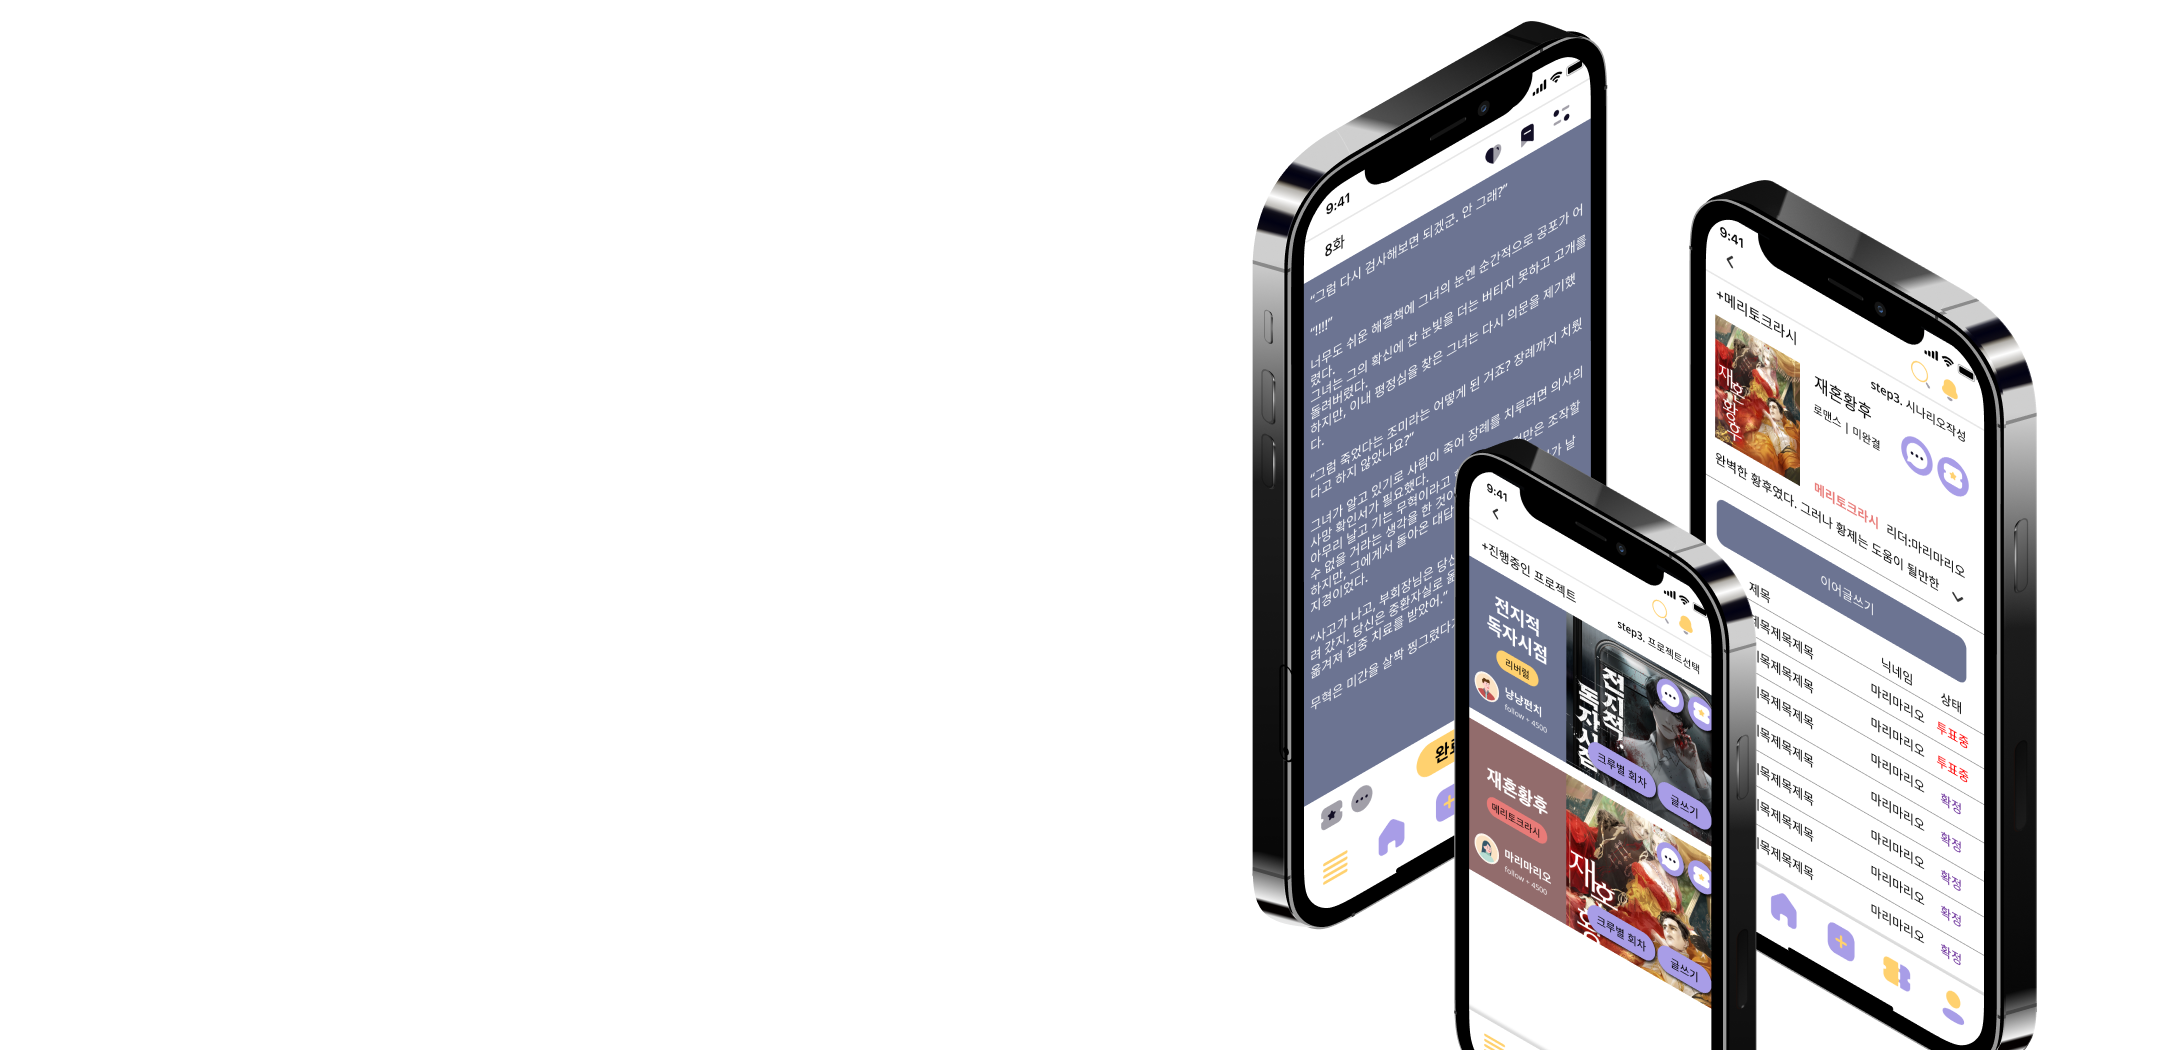 9:41
8화
“그럼 다시 검사해보면 되겠군. 안 그래?”
“!!!!”
너무도 쉬운 해결책에 그녀의 눈엔 순간적으로 공포가 어
렸다.
그녀는 그의 확신에 찬 눈빛을 더는 버티지 못하고 고개를
돌려버렸다.
하지만, 이내 평정심을 찾은 그녀는 다시 의문을 제기했
다.
“그럼 죽었다는 조미라는 어떻게 된 거죠? 장례까지 치뤘
다고 하지 않았나요?”
그녀가 알고 있기로 사람이 죽어 장례를 치루려면 의사의
사망 확인서가 필요했다.
아무리 날고 기는 무혁이라고 만은 조작할
수 없을 거라는 생각을 한 것이 가 날
하지만, 그에게서 돌아온 대답
지경이었다.
“사고가 나고, 부회장님은 당신
려 갔지. 당신은 중환자실로 옮
옮겨져 집중 치료를 받았어.”
무혁은 미간을 살짝 찡그렸다가
완료
9:41
+진행중인 프로젝트
step3. 프로젝트선택
전지적
독자시점
리버럴
냥냥펀치
follow + 4500
전지적
독자시점
크루별 회차
글쓰기
재혼황후
메리토크라시
마리마리오
follow + 4500
재혼
황
크루별 회차
글쓰기
9:41
+메리토크라시
step3. 시나리오작성
재혼
황후
재혼황후
로맨스 | 미완결
메리토크라시 리더:마리마리오
완벽한 황후였다. 그러나 황제는 도움이 될만한
이어글쓰기
제목 닉네임 상태
목제목제목 마리마리오 투표중
목제목제목 마리마리오 투표중
목제목제목 마리마리오 확정
목제목제목 마리마리오 확정
목제목제목 마리마리오 확정
목제목제목 마리마리오 확정
목제목제목 마리마리오 확정